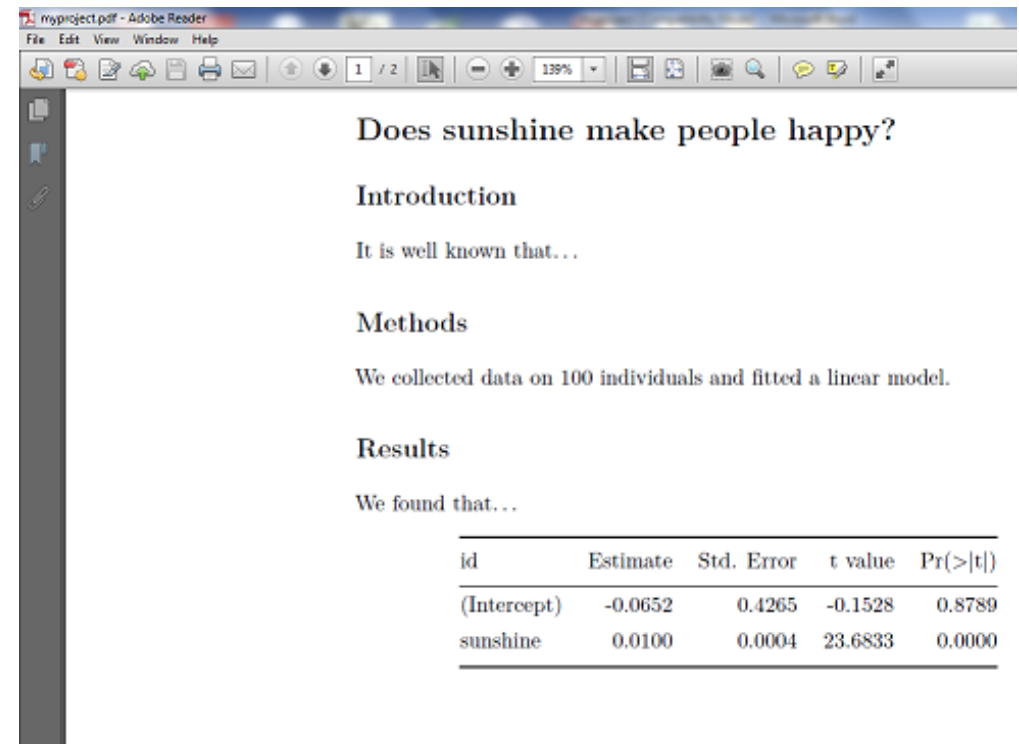 myproject.pdf - Adobe Reader
File Edit View Window Help
1 / 2 139%
Does sunshine make people happy?
Introduction
It is well known that...
Methods
We collected data on 100 individuals and fitted a linear model.
Results
We found that...
id Estimate Std. Error t value Pr(>|t|)
(Intercept) -0.0652 0.4265 -0.1528 0.8789
sunshine 0.0100 0.0004 23.6833 0.0000